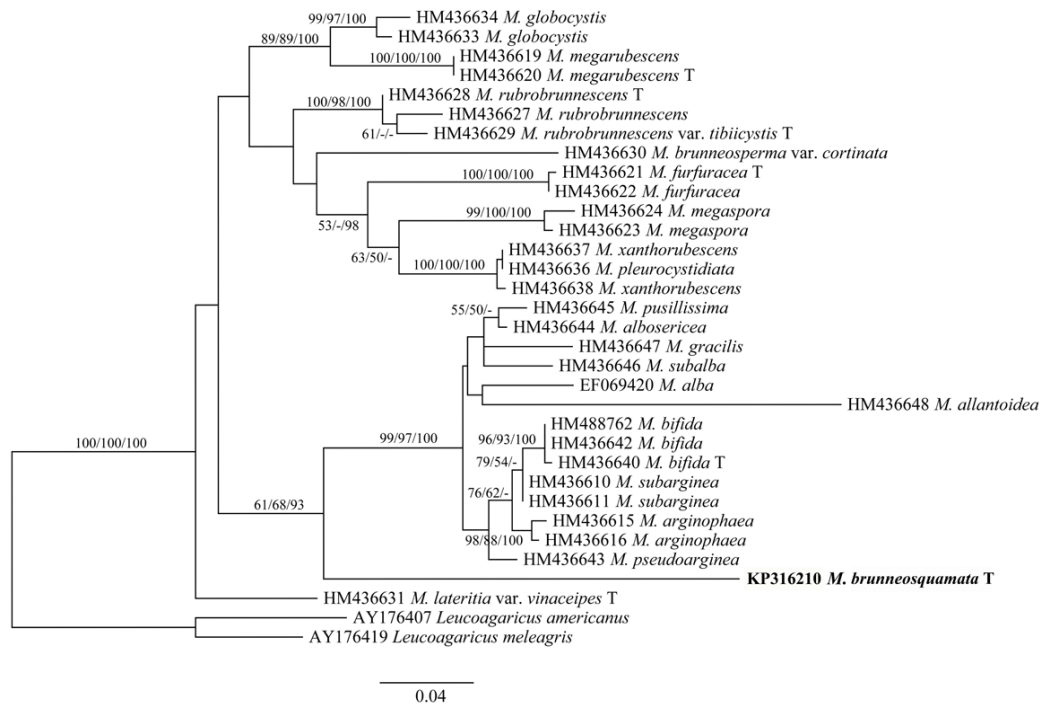 HM436634 M. globocystis
99/97/100
HM436633 M. globocystis
89/89/100
HM436619 M. megarubescens
100/100/100
HM436620 M. megarubescens T
HM436628 M. rubrobrunnescens T
100/98/100
HM436627 M. rubrobrunnescens
61/-/-
HM436629 M. rubrobrunnescens var. tibiicystis T
HM436630 M. brunneosperma var. cortinata
HM436621 M. furfuracea T
100/100/100
HM436622 M. furfuracea
HM436624 M. megaspora
99/100/100
53/-/98
HM436623 M. megaspora
HM436637 M. xanthorubescens
63/50/-
100/100/100
HM436636 M. pleurocystidiata
HM436638 M. xanthorubescens
55/50/-
HM436645 M. pusillissima
HM436644 M. albosericea
HM436647 M. gracilis
HM436646 M. subalba
EF069420 M. alba
HM436648 M. allantoidea
HM488762 M. bifida
100/100/100
99/97/100
96/93/100
HM436642 M. bifida
79/54/-
HM436640 M. bifida T
HM436610 M. subarginea
76/62/-
HM436611 M. subarginea
61/68/93
HM436615 M. arginophaea
98/88/100
HM436616 M. arginophaea
HM436643 M. pseudoarginea
KP316210 M. brunneosquamata T
HM436631 M. lateritia var. vinaceipes T
AY176407 Leucoagaricus americanus
AY176419 Leucoagaricus meleagris
0.04